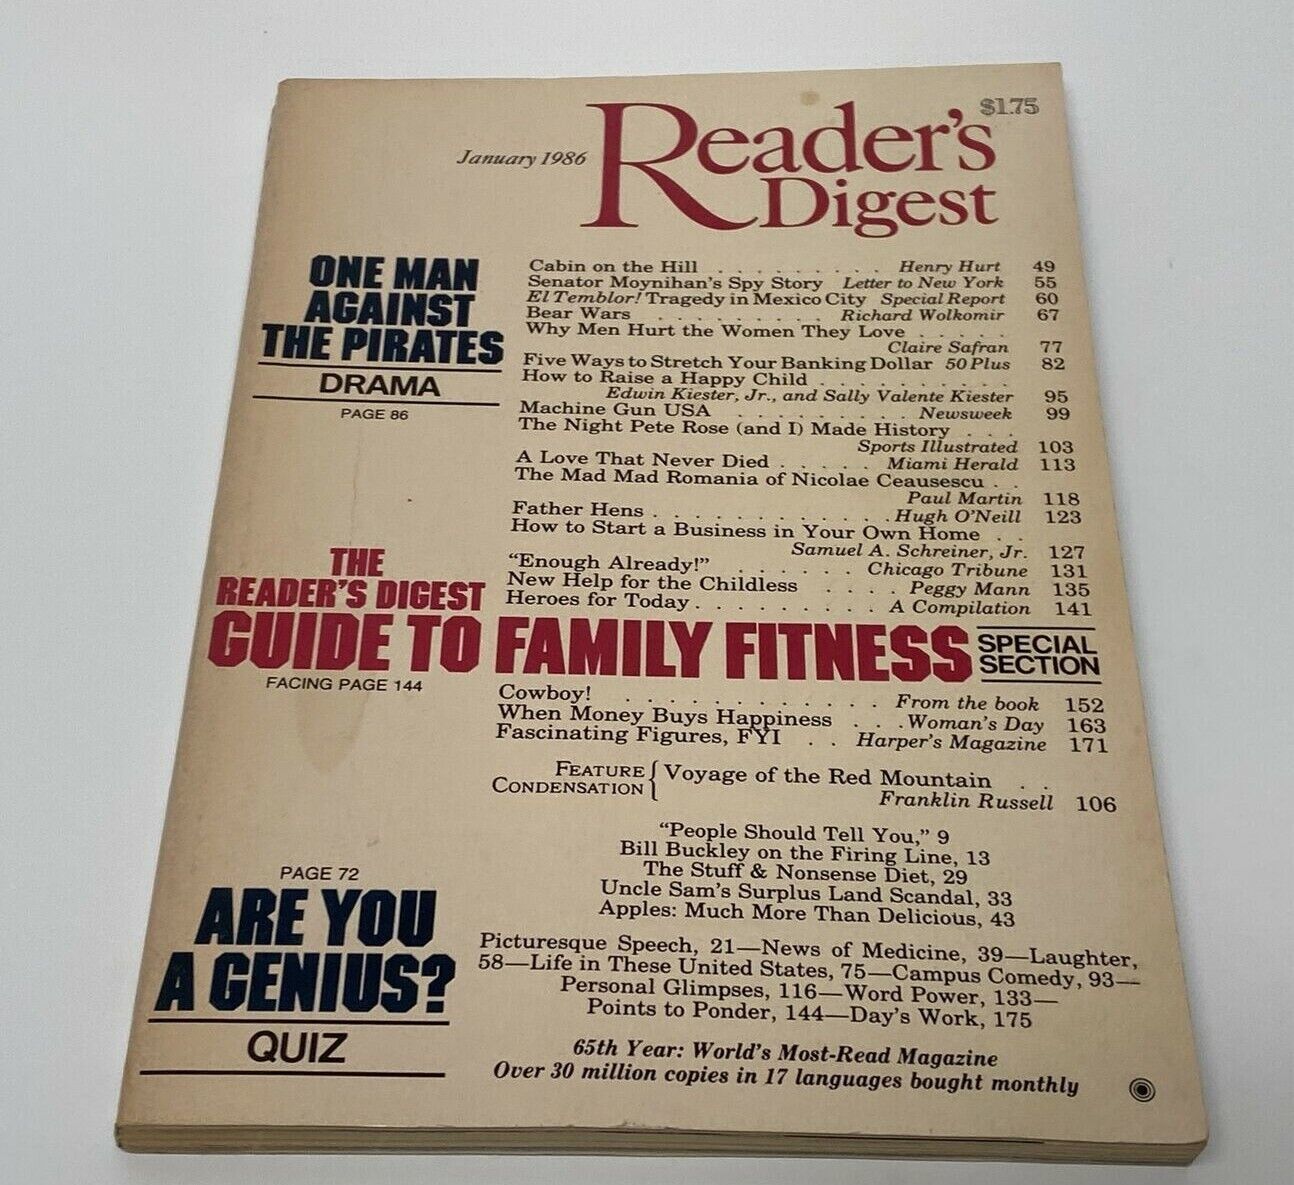 $1.75
January 1986
Reader's
Digest
ONE MAN
AGAINST
THE PIRATES
DRAMA
PAGE 86
Cabin on the Hill . . . . . . . . . Henry Hurt 49
Senator Moynihan's Spy Story Letter to New York 55
El Temblor! Tragedy in Mexico City Special Report 60
Bear Wars . . . . . . . . . Richard Wolkomir 67
Why Men Hurt the Women They Love . . . . .
Claire Safran 77
Five Ways to Stretch Your Banking Dollar 50 Plus 82
How to Raise a Happy Child . . . . . . . . . .
Edwin Kiester, Jr., and Sally Valente Kiester 95
Machine Gun USA . . . . . . . . . Newsweek 99
The Night Pete Rose (and I) Made History . . .
Sports Illustrated 103
A Love That Never Died . . . . . Miami Herald 113
The Mad Mad Romania of Nicolae Ceausescu . .
Paul Martin 118
Father Hens . . . . . . . . . . . . Hugh O'Neill 123
How to Start a Business in Your Own Home . .
Samuel A. Schreiner, Jr. 127
"Enough Already!" . . . . . . Chicago Tribune 131
New Help for the Childless . . . . Peggy Mann 135
Heroes for Today . . . . . . . . . A Compilation 141
THE
READER'S DIGEST
GUIDE TO FAMILY FITNESS
SPECIAL
SECTION
FACING PAGE 144
Cowboy! . . . . . . . . . . . From the book 152
When Money Buys Happiness . . . Woman's Day 163
Fascinating Figures, FYI . . Harper's Magazine 171
FEATURE
CONDENSATION { Voyage of the Red Mountain . .
Franklin Russell 106
"People Should Tell You," 9
Bill Buckley on the Firing Line, 13
The Stuff & Nonsense Diet, 29
Uncle Sam's Surplus Land Scandal, 33
Apples: Much More Than Delicious, 43
PAGE 72
ARE YOU
A GENIUS?
QUIZ
Picturesque Speech, 21—News of Medicine, 39—Laughter,
58—Life in These United States, 75—Campus Comedy, 93—
Personal Glimpses, 116—Word Power, 133—
Points to Ponder, 144—Day's Work, 175
65th Year: World's Most-Read Magazine
Over 30 million copies in 17 languages bought monthly